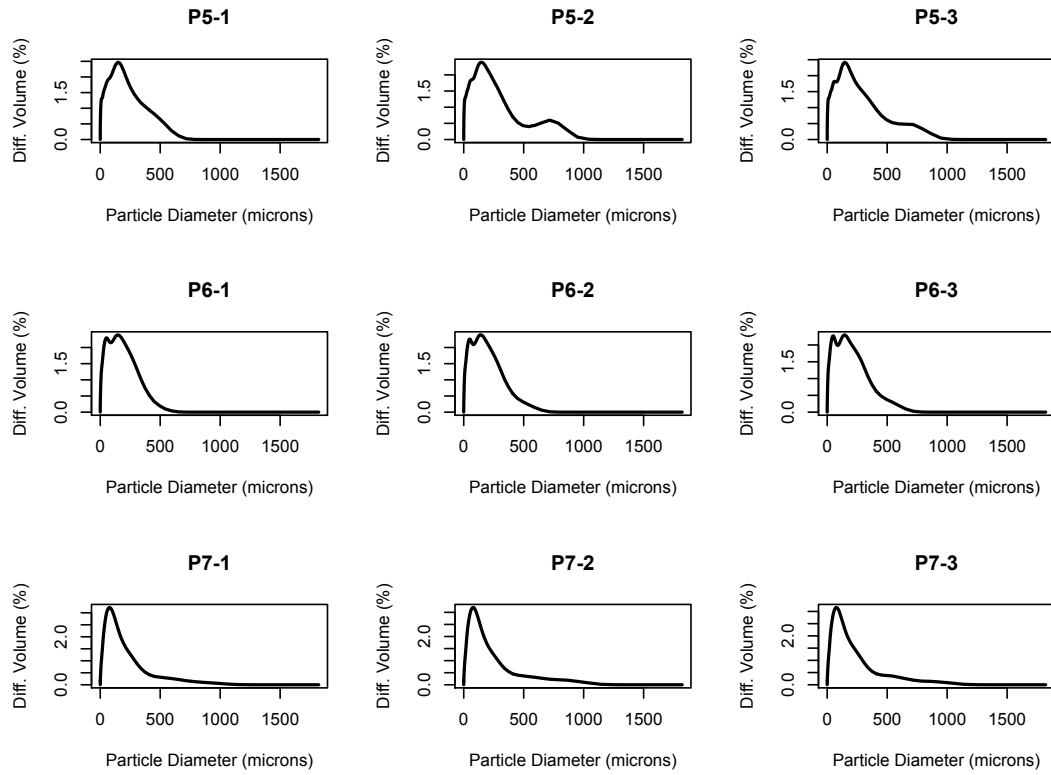 P5-1 P5-2 P5-3
Diff. Volume (%) Diff. Volume (%) Diff. Volume (%)
1.5 1.5 1.5
0.0 0.0 0.0
0 500 1000 1500 0 500 1000 1500 0 500 1000 1500
Particle Diameter (microns) Particle Diameter (microns) Particle Diameter (microns)
P6-1 P6-2 P6-3
Diff. Volume (%) Diff. Volume (%) Diff. Volume (%)
1.5 1.5 1.5
0.0 0.0 0.0
0 500 1000 1500 0 500 1000 1500 0 500 1000 1500
Particle Diameter (microns) Particle Diameter (microns) Particle Diameter (microns)
P7-1 P7-2 P7-3
Diff. Volume (%) Diff. Volume (%) Diff. Volume (%)
2.0 2.0 2.0
0.0 0.0 0.0
0 500 1000 1500 0 500 1000 1500 0 500 1000 1500
Particle Diameter (microns) Particle Diameter (microns) Particle Diameter (microns)